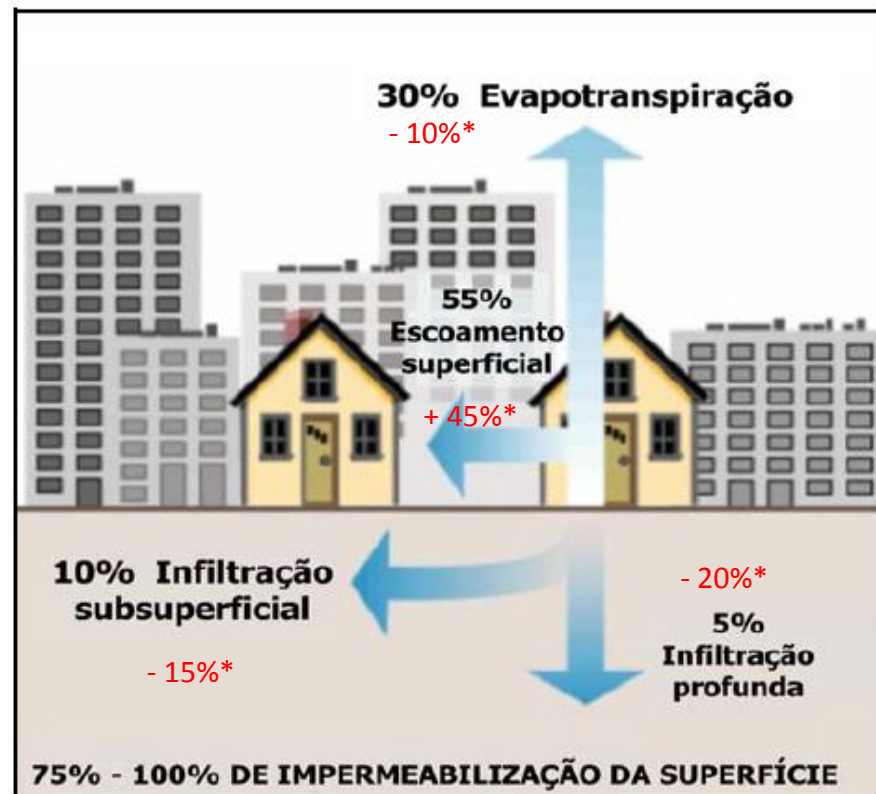 30% Evapotranspiração
- 10%*
55%
Escoamento
superficial
+ 45%*
10% Infiltração
subsuperficial
- 15%*
- 20%*
5%
Infiltração
profunda
75% - 100% DE IMPERMEABILIZAÇÃO DA SUPERFÍCIE